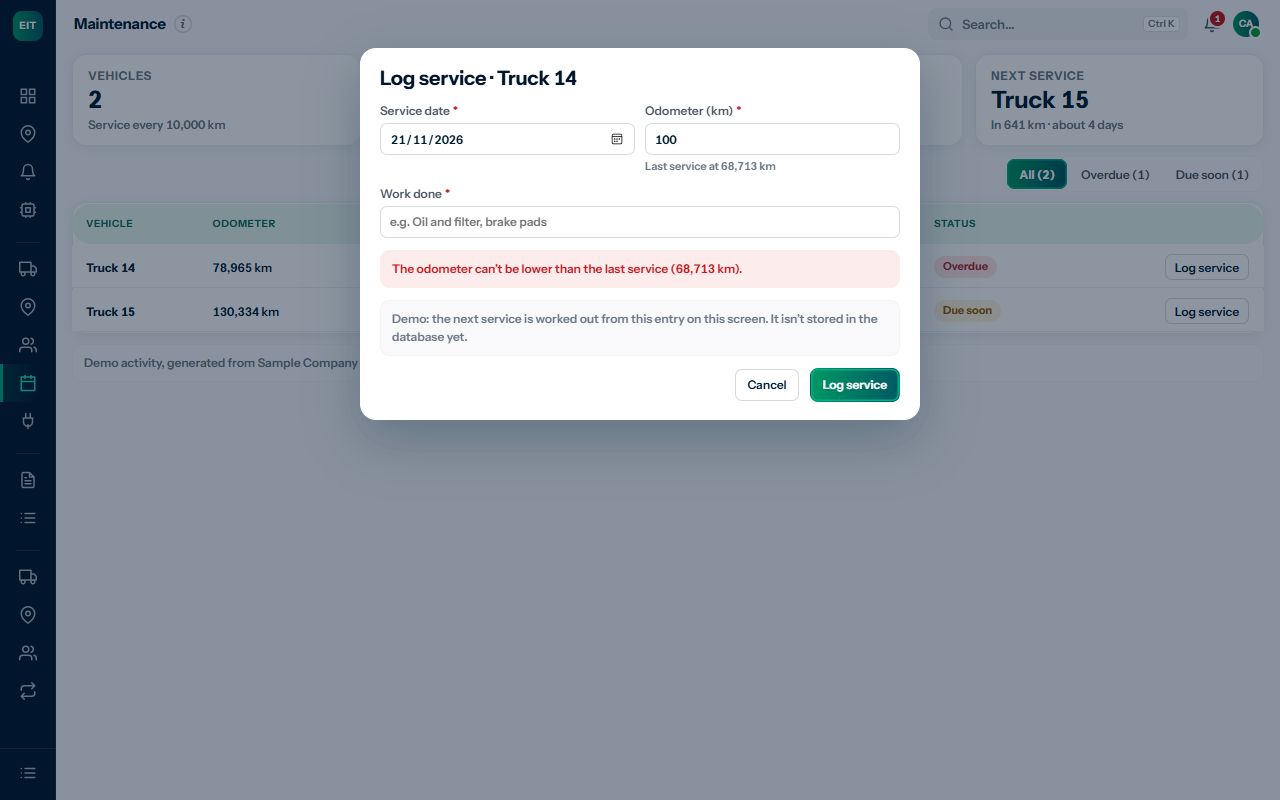 EIT
Maintenance
i
Search...
Ctrl K
1
CA
VEHICLES
2
Service every 10,000 km
NEXT SERVICE
Truck 15
In 641 km · about 4 days
All (2)
Overdue (1)
Due soon (1)
VEHICLE
ODOMETER
STATUS
Truck 14
78,965 km
Overdue
Log service
Truck 15
130,334 km
Due soon
Log service
Demo activity, generated from Sample Company
Log service · Truck 14
Service date *
Odometer (km) *
21/11/2026
100
Last service at 68,713 km
Work done *
e.g. Oil and filter, brake pads
The odometer can't be lower than the last service (68,713 km).
Demo: the next service is worked out from this entry on this screen. It isn't stored in the
database yet.
Cancel
Log service